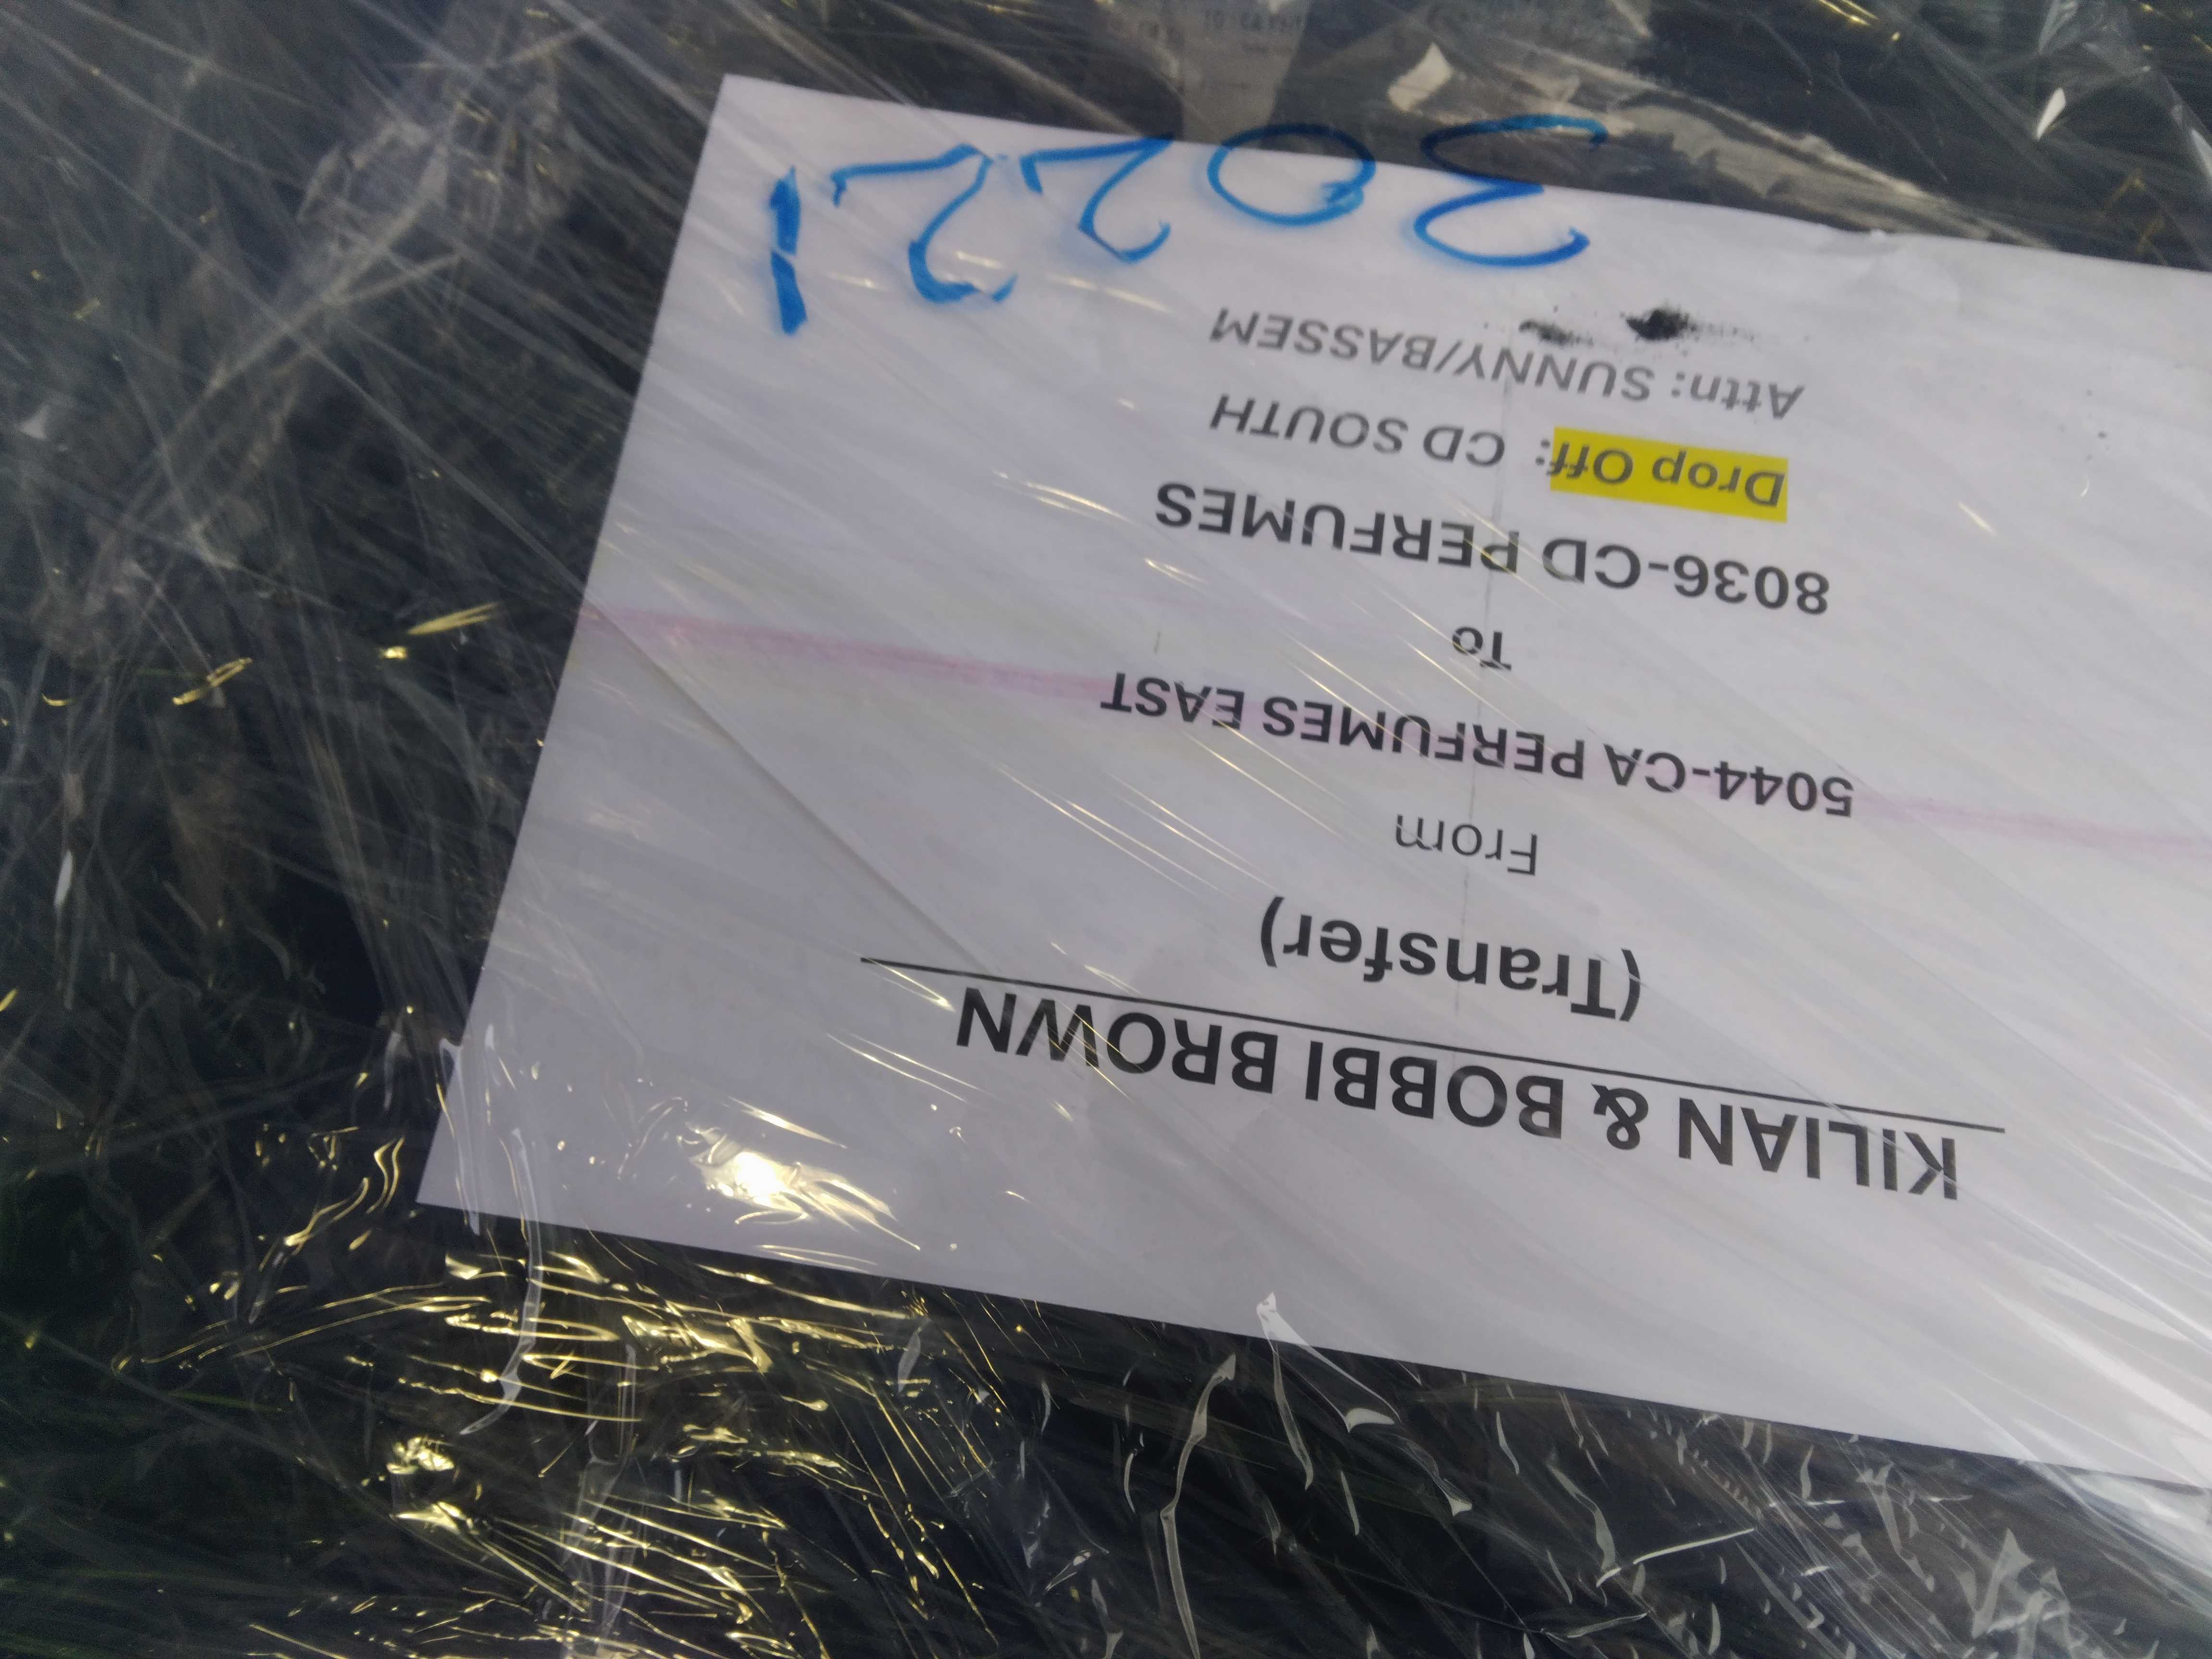 KILIAN & BOBBI BROWN
(Transfer)
From
5044-CA PERFUMES EAST
To
8036-CD PERFUMES
Drop Off: CD SOUTH
Attn: SUNNY/BASSEM
30221